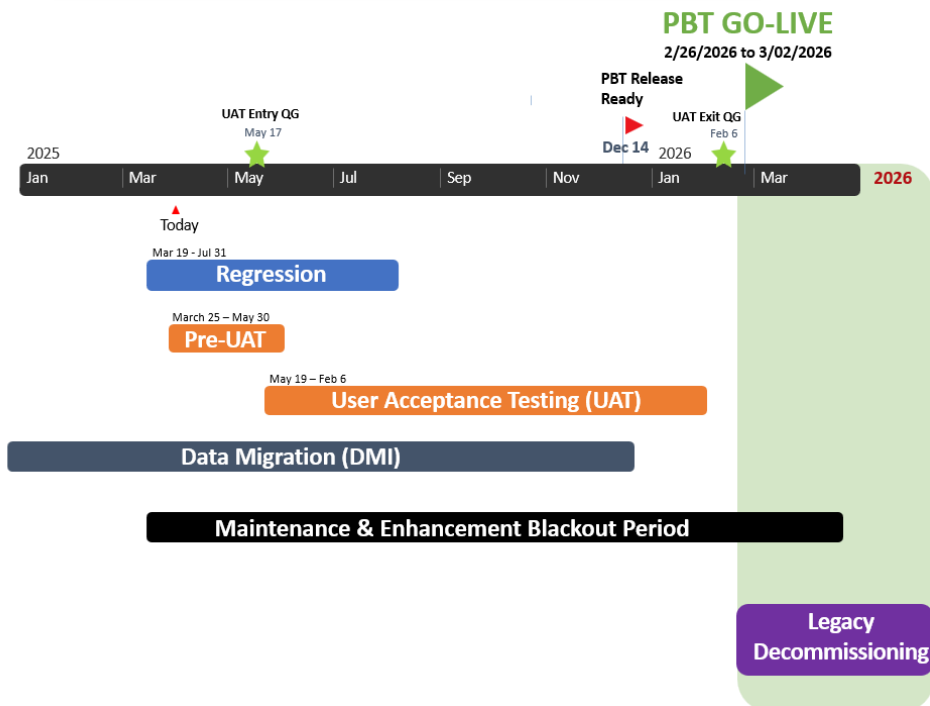 PBT GO-LIVE
2/26/2026 to 3/02/2026
PBT Release
Ready
UAT Entry QG
May 17
UAT Exit QG
Feb 6
Dec 14
2025
2026
Jan
Mar
May
Jul
Sep
Nov
Jan
Mar
2026
Today
Mar 19 - Jul 31
Regression
March 25 – May 30
Pre-UAT
May 19 – Feb 6
User Acceptance Testing (UAT)
Data Migration (DMI)
Maintenance & Enhancement Blackout Period
Legacy
Decommissioning